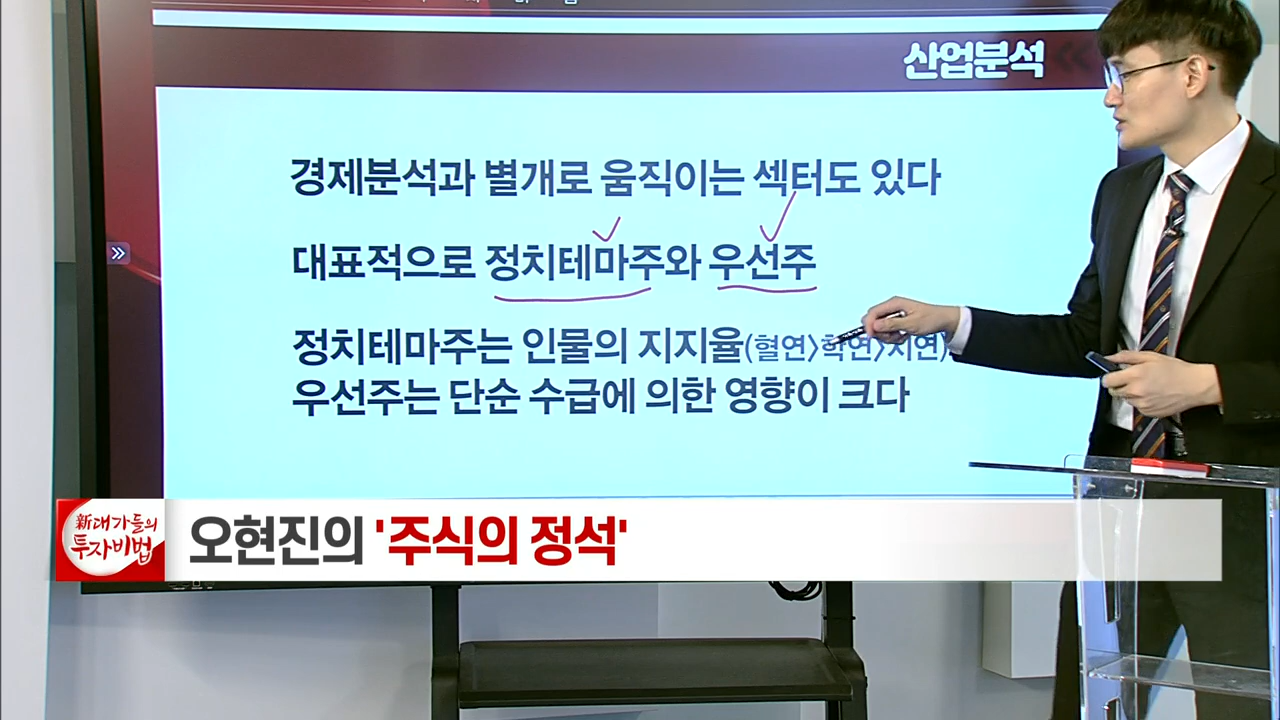 산업분석
경제분석과 별개로 움직이는 섹터도 있다
대표적으로 정치테마주와 우선주
정치테마주는 인물의 지지율(혈연>학연>지연)
우선주는 단순 수급에 의한 영향이 크다
新대가들의
투자비법
오현진의 '주식의 정석'